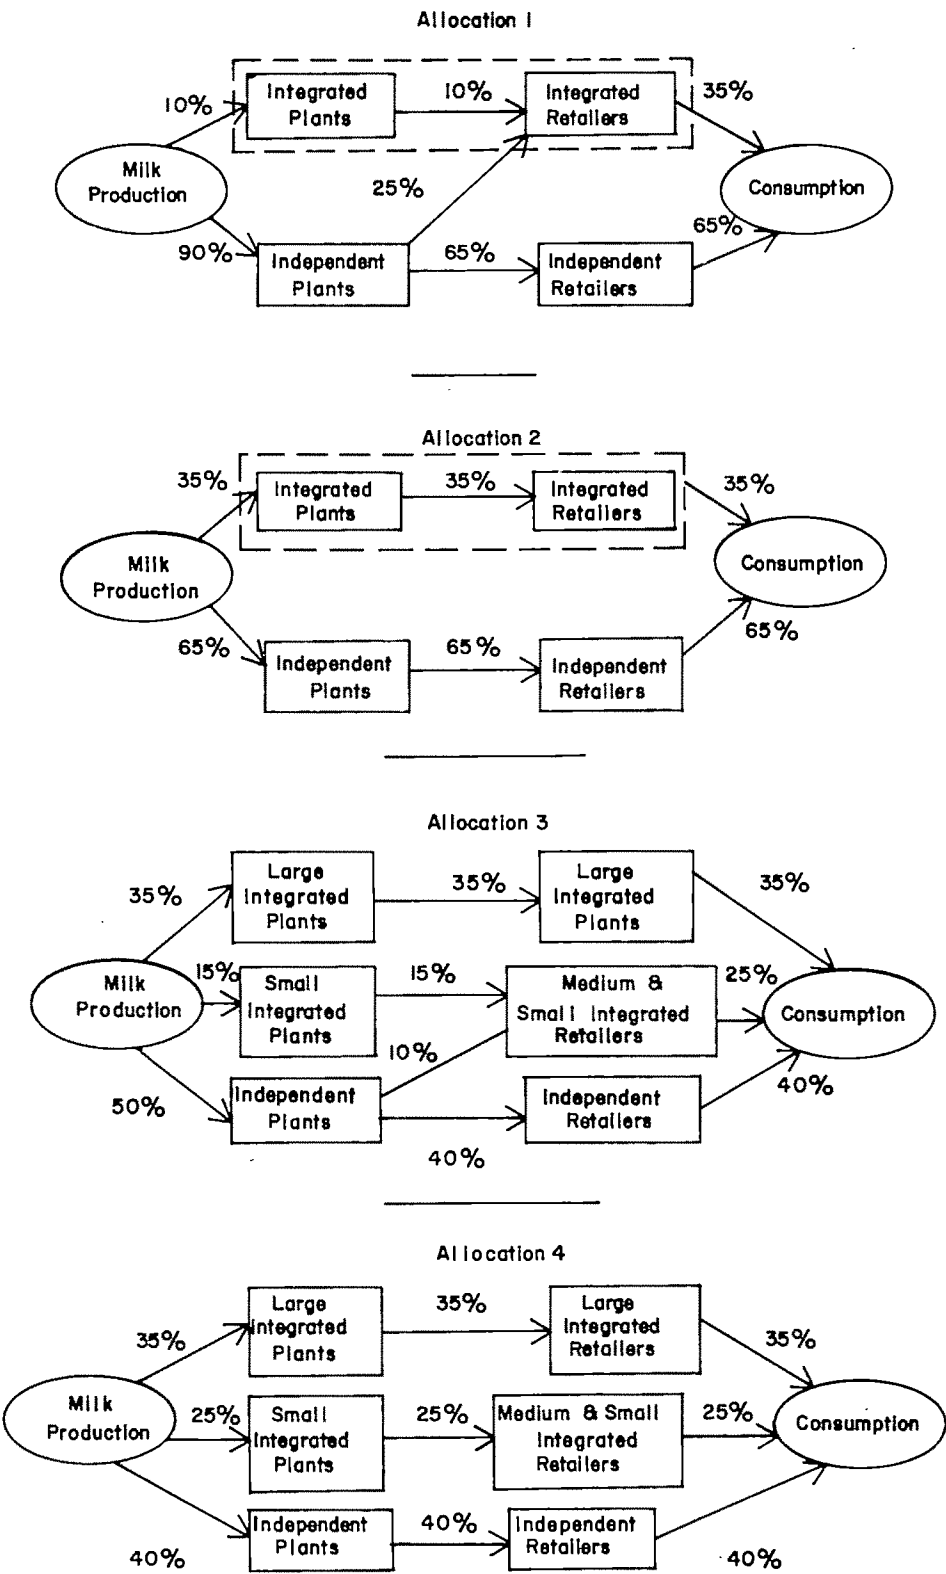 Allocation 1
10%
Integrated
Plants
10%
Integrated
Retailers
35%
Milk
Production
25%
Consumption
90%
Independent
Plants
65%
Independent
Retailers
65%
Allocation 2
35%
Integrated
Plants
35%
Integrated
Retailers
35%
Milk
Production
Consumption
65%
Independent
Plants
65%
Independent
Retailers
65%
Allocation 3
35%
Large
Integrated
Plants
35%
Large
Integrated
Plants
35%
Milk
Production
15%
Small
Integrated
Plants
15%
Medium &
Small Integrated
Retailers
25%
Consumption
10%
50%
Independent
Plants
40%
Independent
Retailers
40%
Allocation 4
35%
Large
Integrated
Plants
35%
Large
Integrated
Retailers
35%
Milk
Production
25%
Small
Integrated
Plants
25%
Medium & Small
Integrated
Retailers
25%
Consumption
40%
Independent
Plants
40%
Independent
Retailers
40%